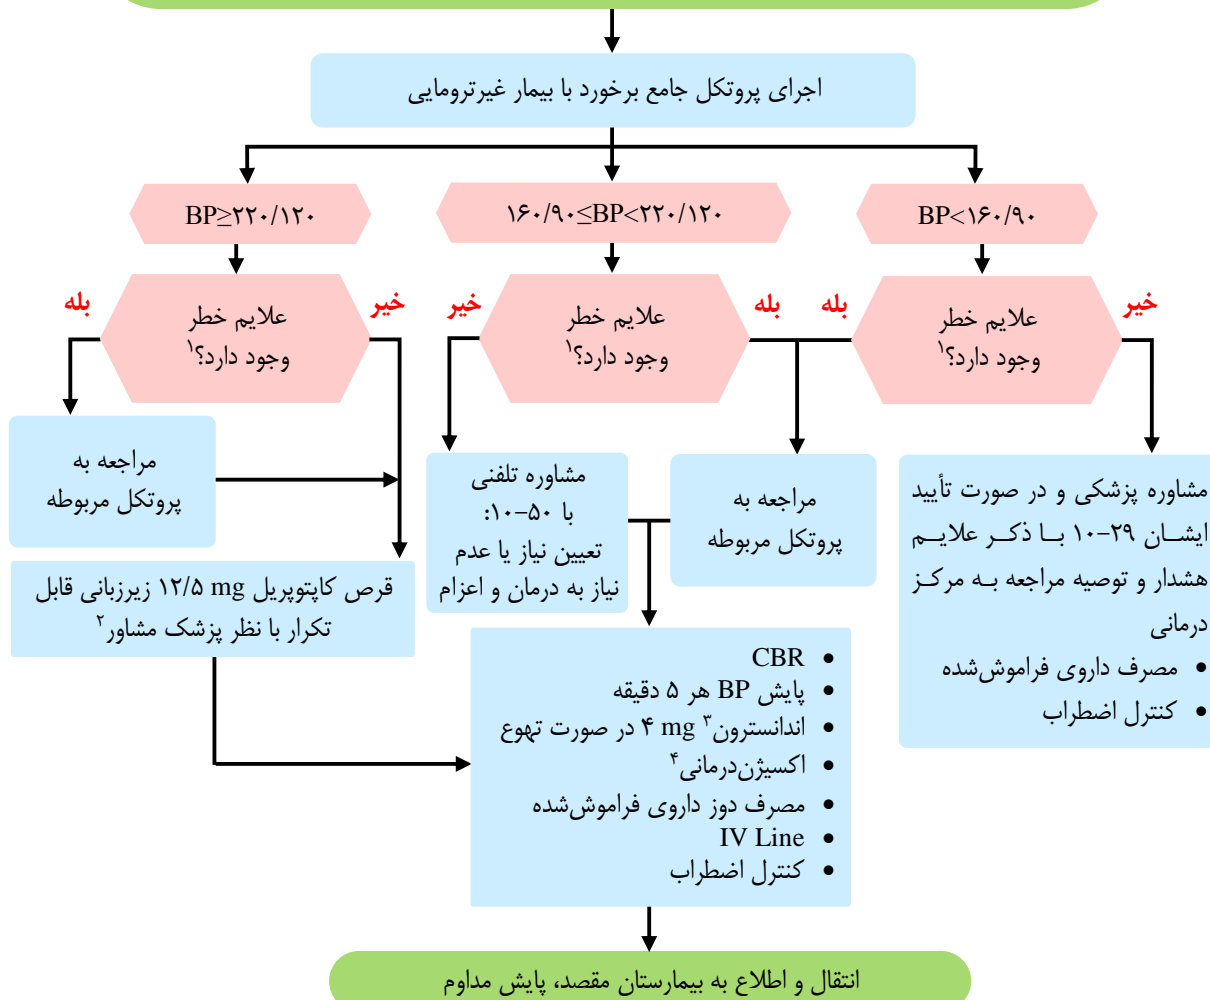 اجرای پروتکل جامع برخورد با بیمار غیرترومایی
BP<۱۶۰/۹۰
۱۶۰/۹۰≤BP<۲۲۰/۱۲۰
BP≥۲۲۰/۱۲۰
خیر
علایم خطر
وجود دارد؟۱
بله
بله
علایم خطر
وجود دارد؟۱
خیر
خیر
علایم خطر
وجود دارد؟۱
بله
مشاوره پزشکی و در صورت تأیید
ایشان ۲۹-۱۰ با ذکر علایم
هشدار و توصیه مراجعه به مرکز
درمانی
• مصرف داروی فراموش‌شده
• کنترل اضطراب
مراجعه به
پروتکل مربوطه
مشاوره تلفنی
با ۵۰-۱۰:
تعیین نیاز یا عدم
نیاز به درمان و اعزام
مراجعه به
پروتکل مربوطه
قرص کاپتوپریل ۱۲/۵ mg زیرزبانی قابل
تکرار با نظر پزشک مشاور۲
• CBR
• پایش BP هر ۵ دقیقه
• اندانسترون۳ ۴ mg در صورت تهوع
• اکسیژن‌درمانی۴
• مصرف دوز داروی فراموش‌شده
• IV Line
• کنترل اضطراب
انتقال و اطلاع به بیمارستان مقصد، پایش مداوم